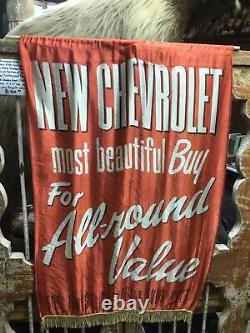 NEW CHEVROLET
most beautiful Buy
For
All-round
Value